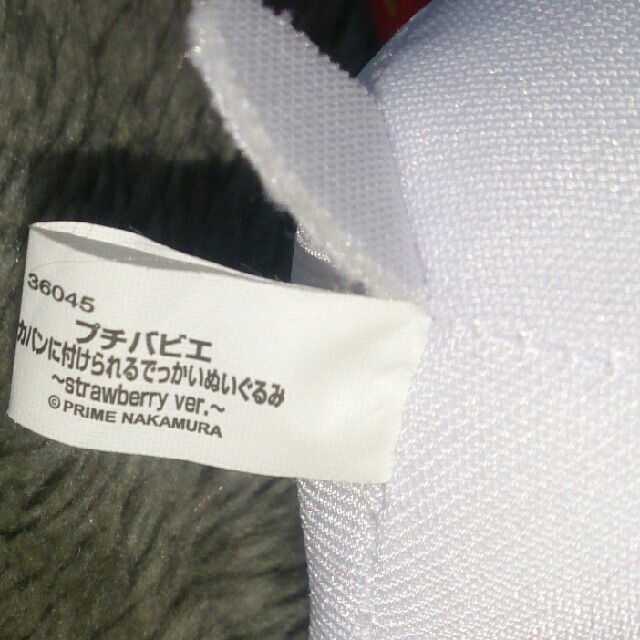 36045
プチバビエ
カバンに付けられるでっかいぬいぐるみ
~strawberry ver.~
© PRIME NAKAMURA